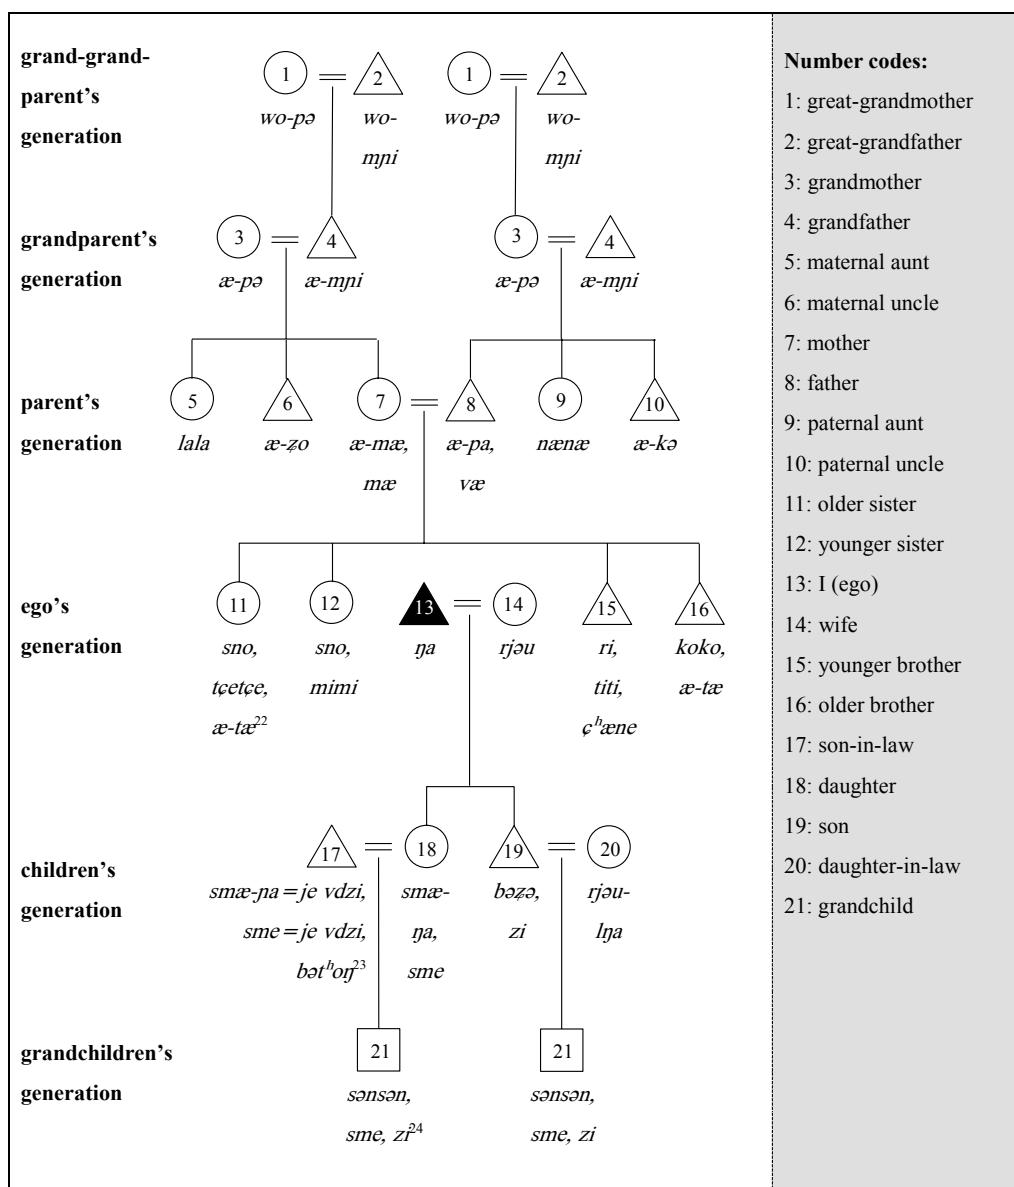 grand-grand-
parent's
generation
1 2 1 2
wo-pə wo- wo-pə wo-
mɲi mɲi
grandparent's
generation
3 4 3 4
æ-pə æ-mɲi æ-pə æ-mɲi
parent's
generation
5 6 7 8 9 10
lala æ-ʐo æ-mæ, æ-pa, nænæ æ-kə
mæ væ
ego's
generation
11 12 13 14 15 16
sno, sno, ŋa rjəu ri, koko,
tɕetɕe, mimi titi, æ-tæ
æ-tæ²² ɕʰæne
children's
generation
17 18 19 20
smæ-ɲa=je vdzi, smæ- bəʐə, rjəu-
sme=je vdzi, ŋa, zi lŋa
bətʰoŋ²³ sme
grandchildren's
generation
21 21
sənsən, sənsən,
sme, zi²⁴ sme, zi
Number codes:
1: great-grandmother
2: great-grandfather
3: grandmother
4: grandfather
5: maternal aunt
6: maternal uncle
7: mother
8: father
9: paternal aunt
10: paternal uncle
11: older sister
12: younger sister
13: I (ego)
14: wife
15: younger brother
16: older brother
17: son-in-law
18: daughter
19: son
20: daughter-in-law
21: grandchild